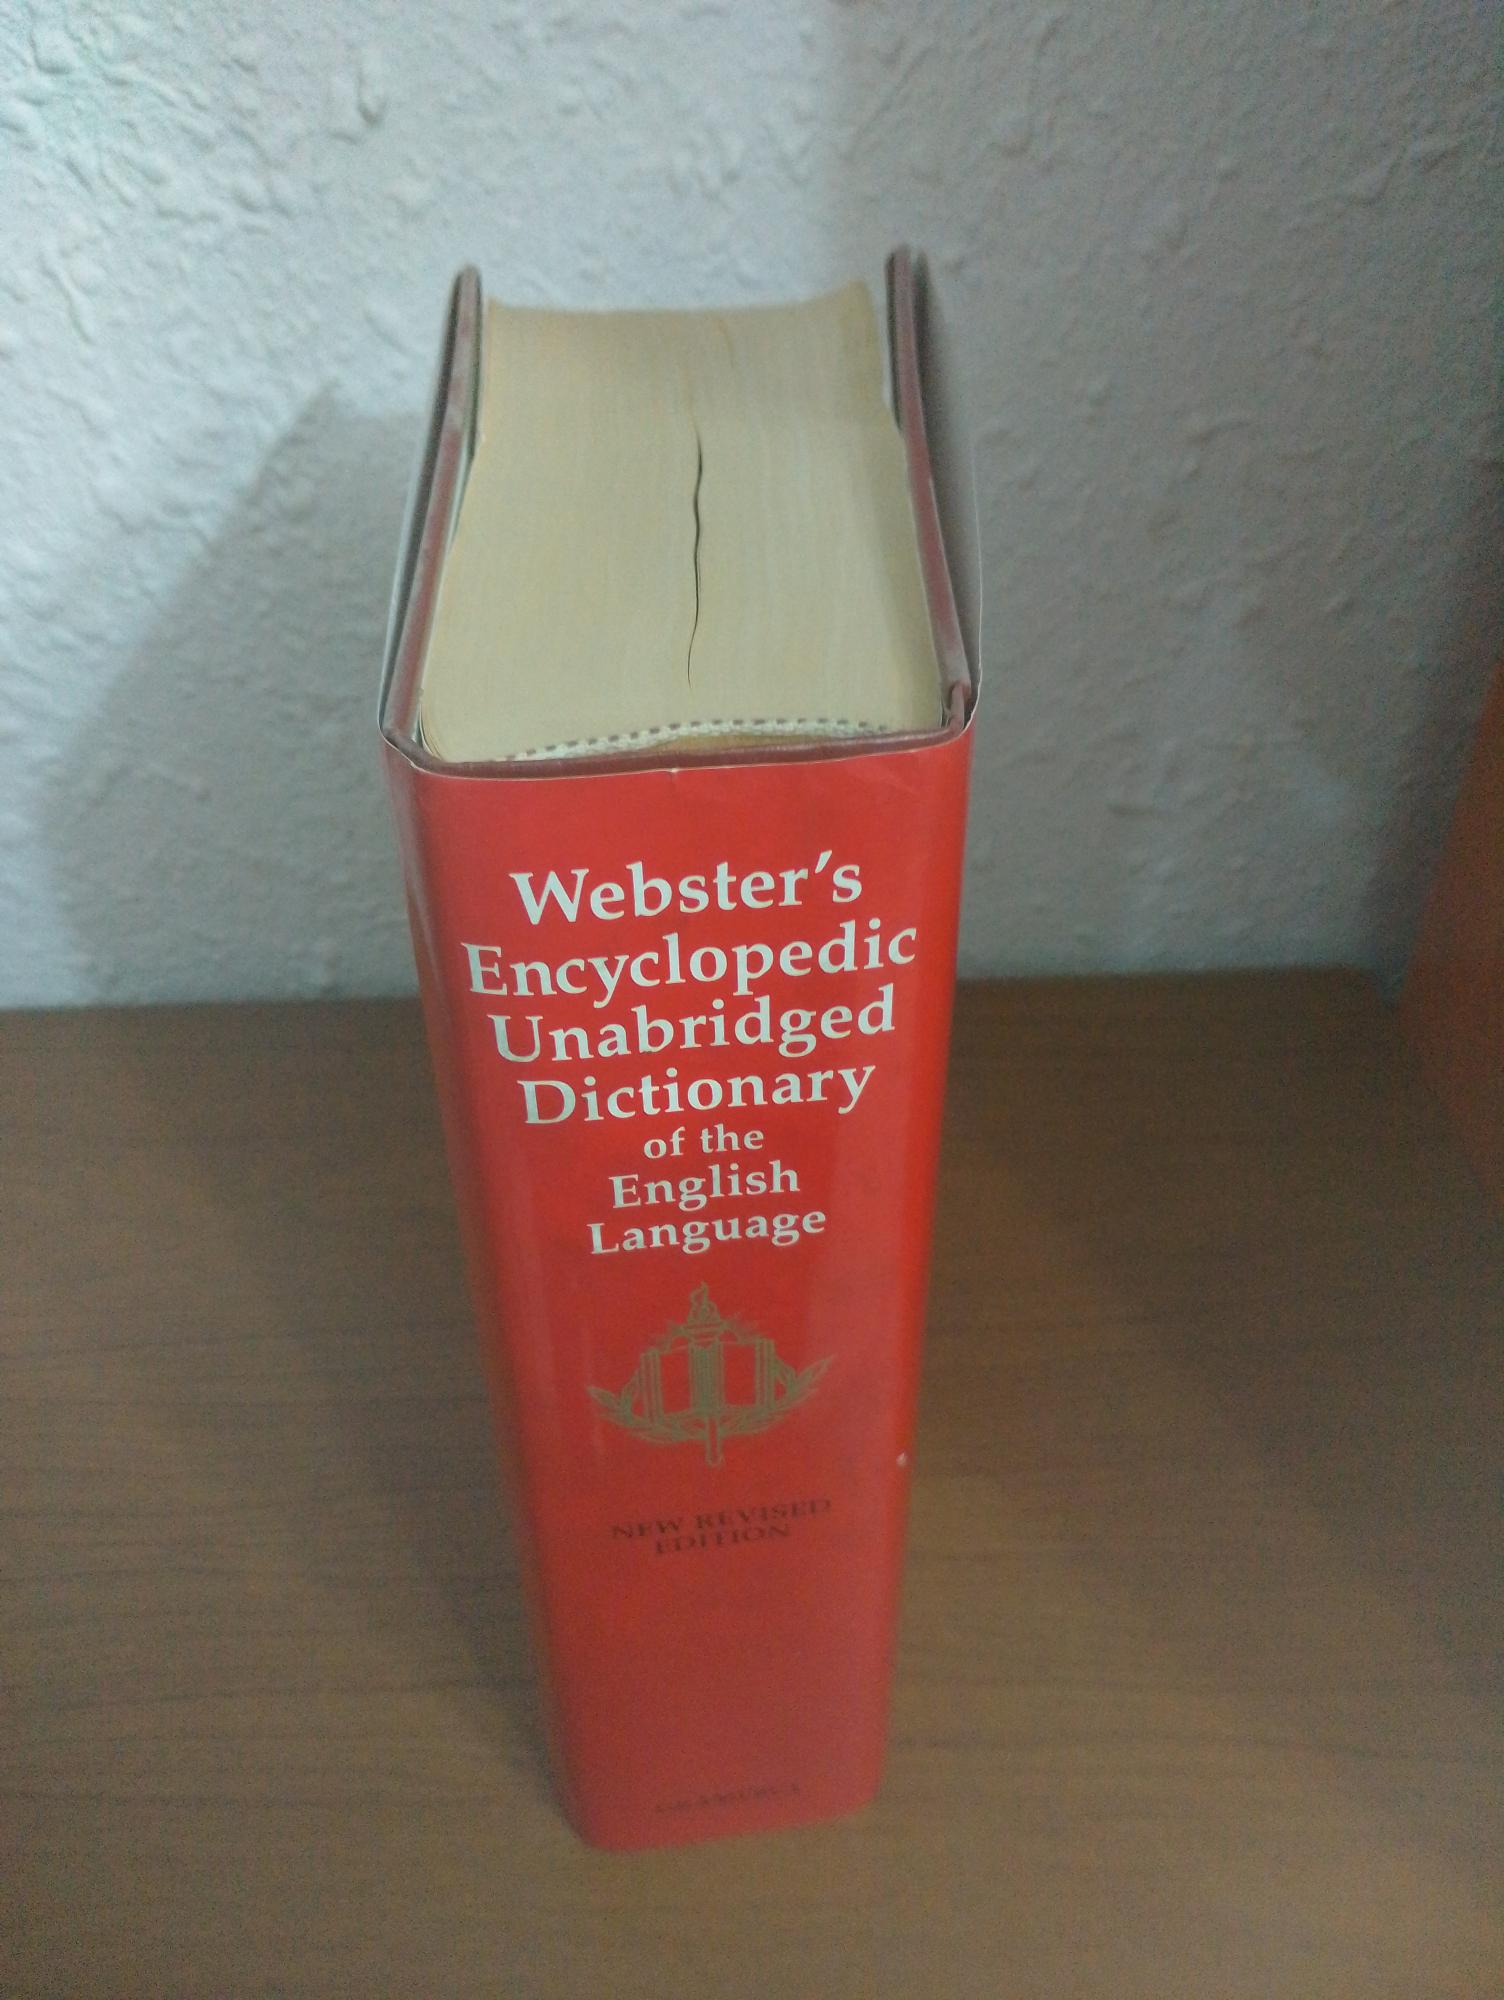 Webster's
Encyclopedic
Unabridged
Dictionary
of the
English
Language
NEW REVISED
EDITION